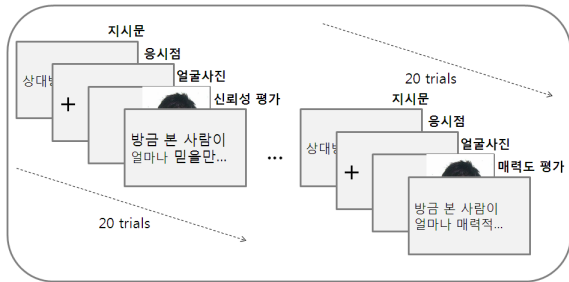 지시문
응시점
얼굴사진
신뢰성 평가
상대방
+
방금 본 사람이
얼마나 믿을만...
20 trials
...
20 trials
지시문
응시점
얼굴사진
매력도 평가
상대
+
방금 본 사람이
얼마나 매력적...